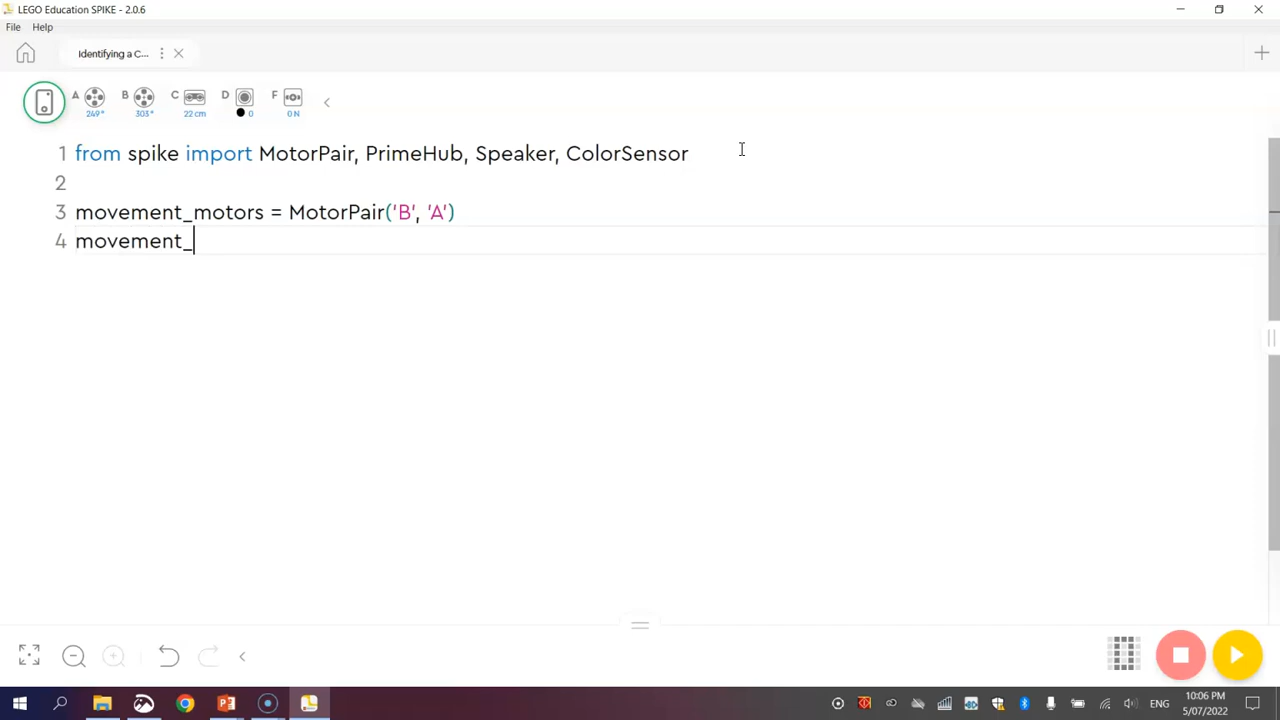 LEGO Education SPIKE - 2.0.6
File Help
Identifying a C...
A B C D F
249° 303° 22 cm 0 0 N
1 from spike import MotorPair, PrimeHub, Speaker, ColorSensor
2
3 movement_motors = MotorPair('B', 'A')
4 movement_
10:06 PM
ENG
5/07/2022